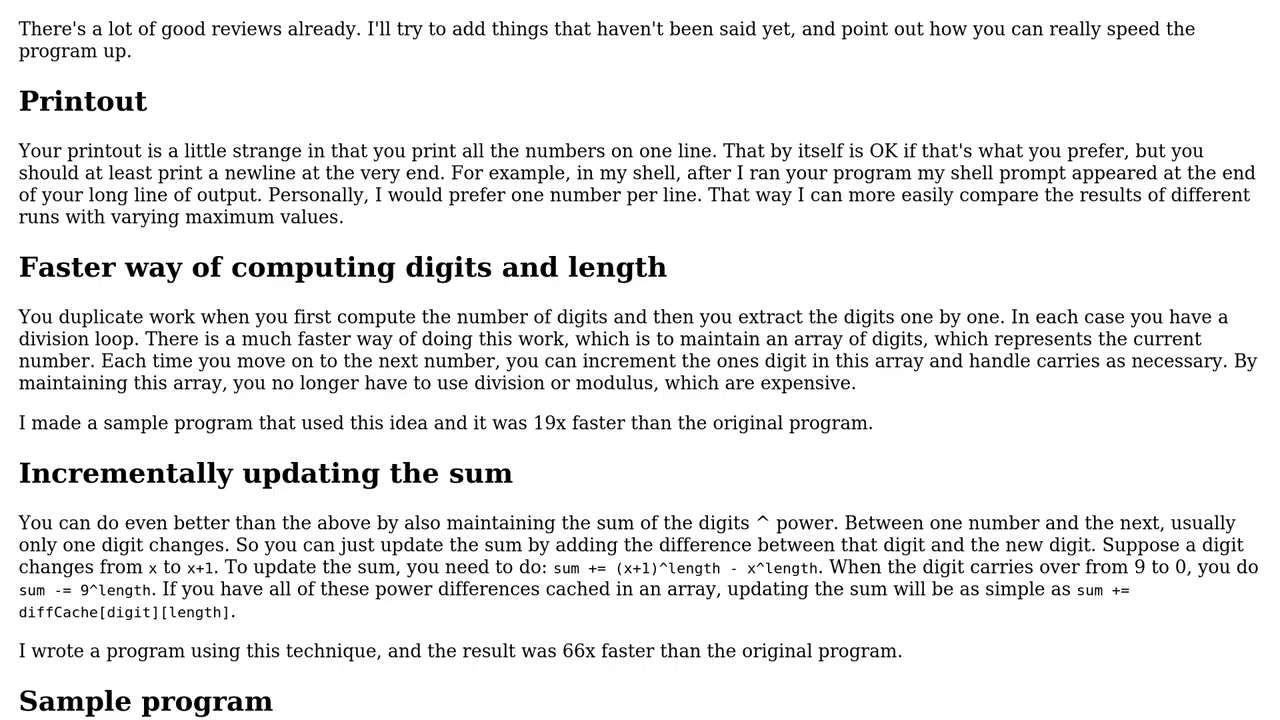 There's a lot of good reviews already. I'll try to add things that haven't been said yet, and point out how you can really speed the
program up.
Printout
Your printout is a little strange in that you print all the numbers on one line. That by itself is OK if that's what you prefer, but you
should at least print a newline at the very end. For example, in my shell, after I ran your program my shell prompt appeared at the end
of your long line of output. Personally, I would prefer one number per line. That way I can more easily compare the results of different
runs with varying maximum values.
Faster way of computing digits and length
You duplicate work when you first compute the number of digits and then you extract the digits one by one. In each case you have a
division loop. There is a much faster way of doing this work, which is to maintain an array of digits, which represents the current
number. Each time you move on to the next number, you can increment the ones digit in this array and handle carries as necessary. By
maintaining this array, you no longer have to use division or modulus, which are expensive.
I made a sample program that used this idea and it was 19x faster than the original program.
Incrementally updating the sum
You can do even better than the above by also maintaining the sum of the digits ^ power. Between one number and the next, usually
only one digit changes. So you can just update the sum by adding the difference between that digit and the new digit. Suppose a digit
changes from x to x+1. To update the sum, you need to do: sum += (x+1)^length - x^length. When the digit carries over from 9 to 0, you do
sum -= 9^length. If you have all of these power differences cached in an array, updating the sum will be as simple as sum +=
diffCache[digit][length].
I wrote a program using this technique, and the result was 66x faster than the original program.
Sample program